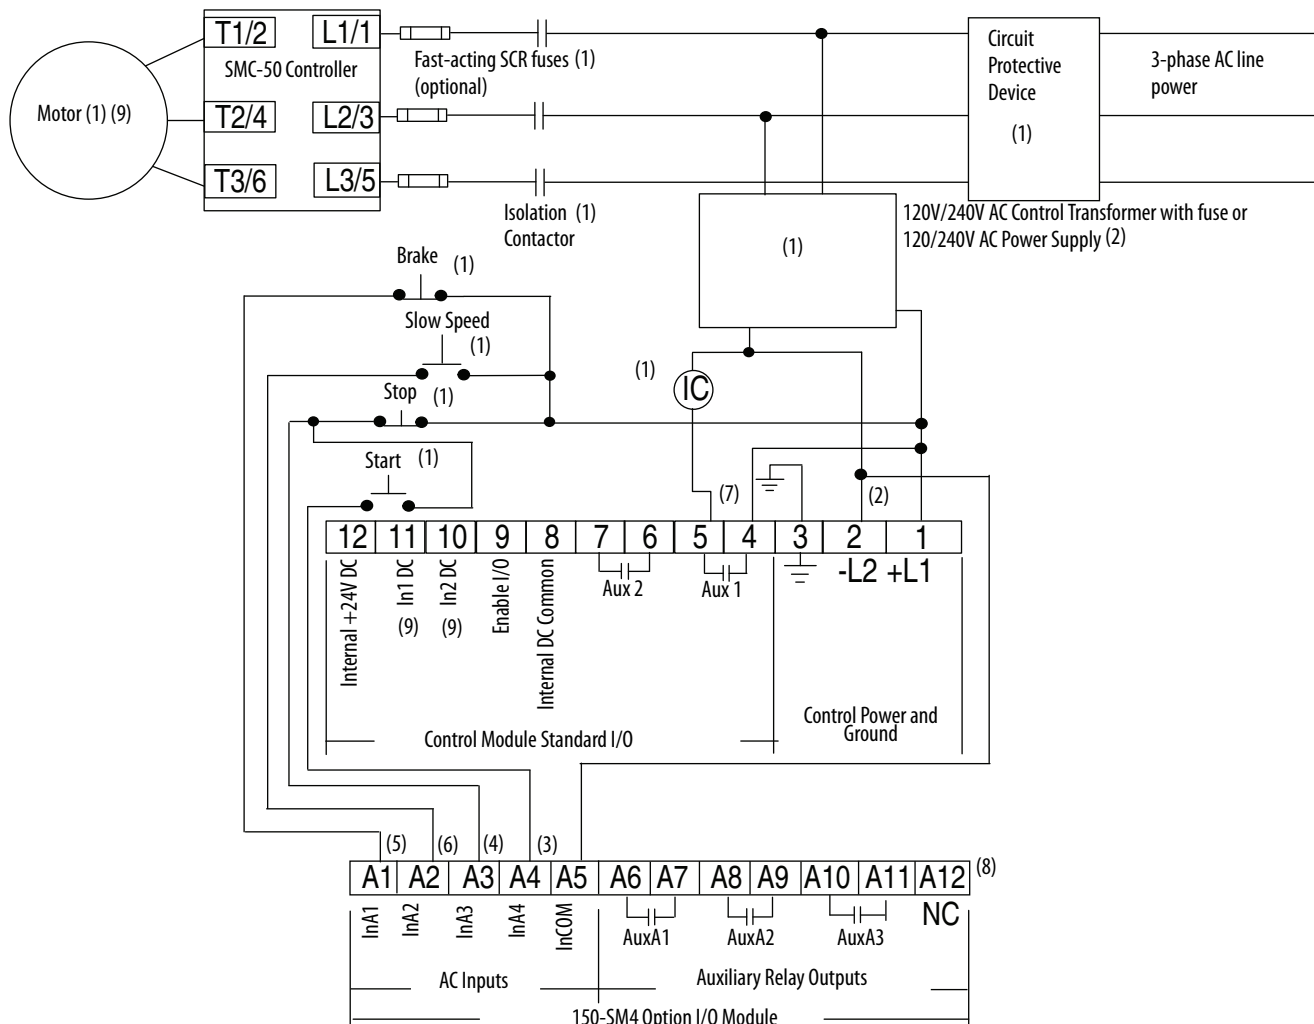 T1/2
L1/1
SMC-50 Controller
Motor (1) (9)
T2/4
L2/3
T3/6
L3/5
Fast-acting SCR fuses (1)
(optional)
Isolation (1)
Contactor
Circuit
Protective
Device
(1)
3-phase AC line
power
120V/240V AC Control Transformer with fuse or
120/240V AC Power Supply (2)
(1)
Brake (1)
Slow Speed
(1)
Stop (1)
Start (1)
(1)
IC
(7)
(2)
12 11 10 9 8 7 6 5 4 3 2 1
-L2 +L1
Internal +24V DC
In1 DC
(9)
In2 DC
(9)
Enable I/O
Internal DC Common
Aux 2
Aux 1
Control Module Standard I/O
Control Power and
Ground
(5) (6) (4) (3)
A1 A2 A3 A4 A5 A6 A7 A8 A9 A10 A11 A12 (8)
InA1
InA2
InA3
InA4
InCOM
AuxA1
AuxA2
AuxA3
NC
AC Inputs
Auxiliary Relay Outputs
150-SM4 Option I/O Module